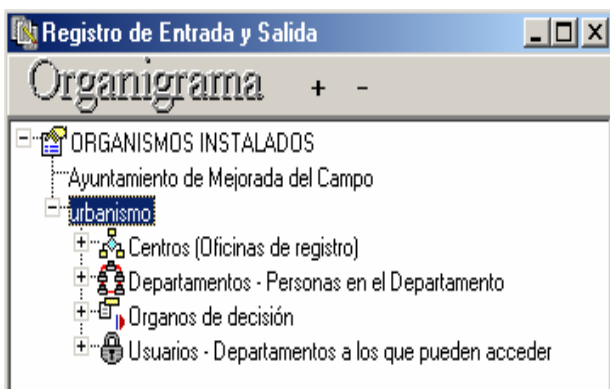 Registro de Entrada y Salida
Organigrama + -
ORGANISMOS INSTALADOS
Ayuntamiento de Mejorada del Campo
urbanismo
Centros (Oficinas de registro)
Departamentos - Personas en el Departamento
Organos de decisión
Usuarios - Departamentos a los que pueden acceder